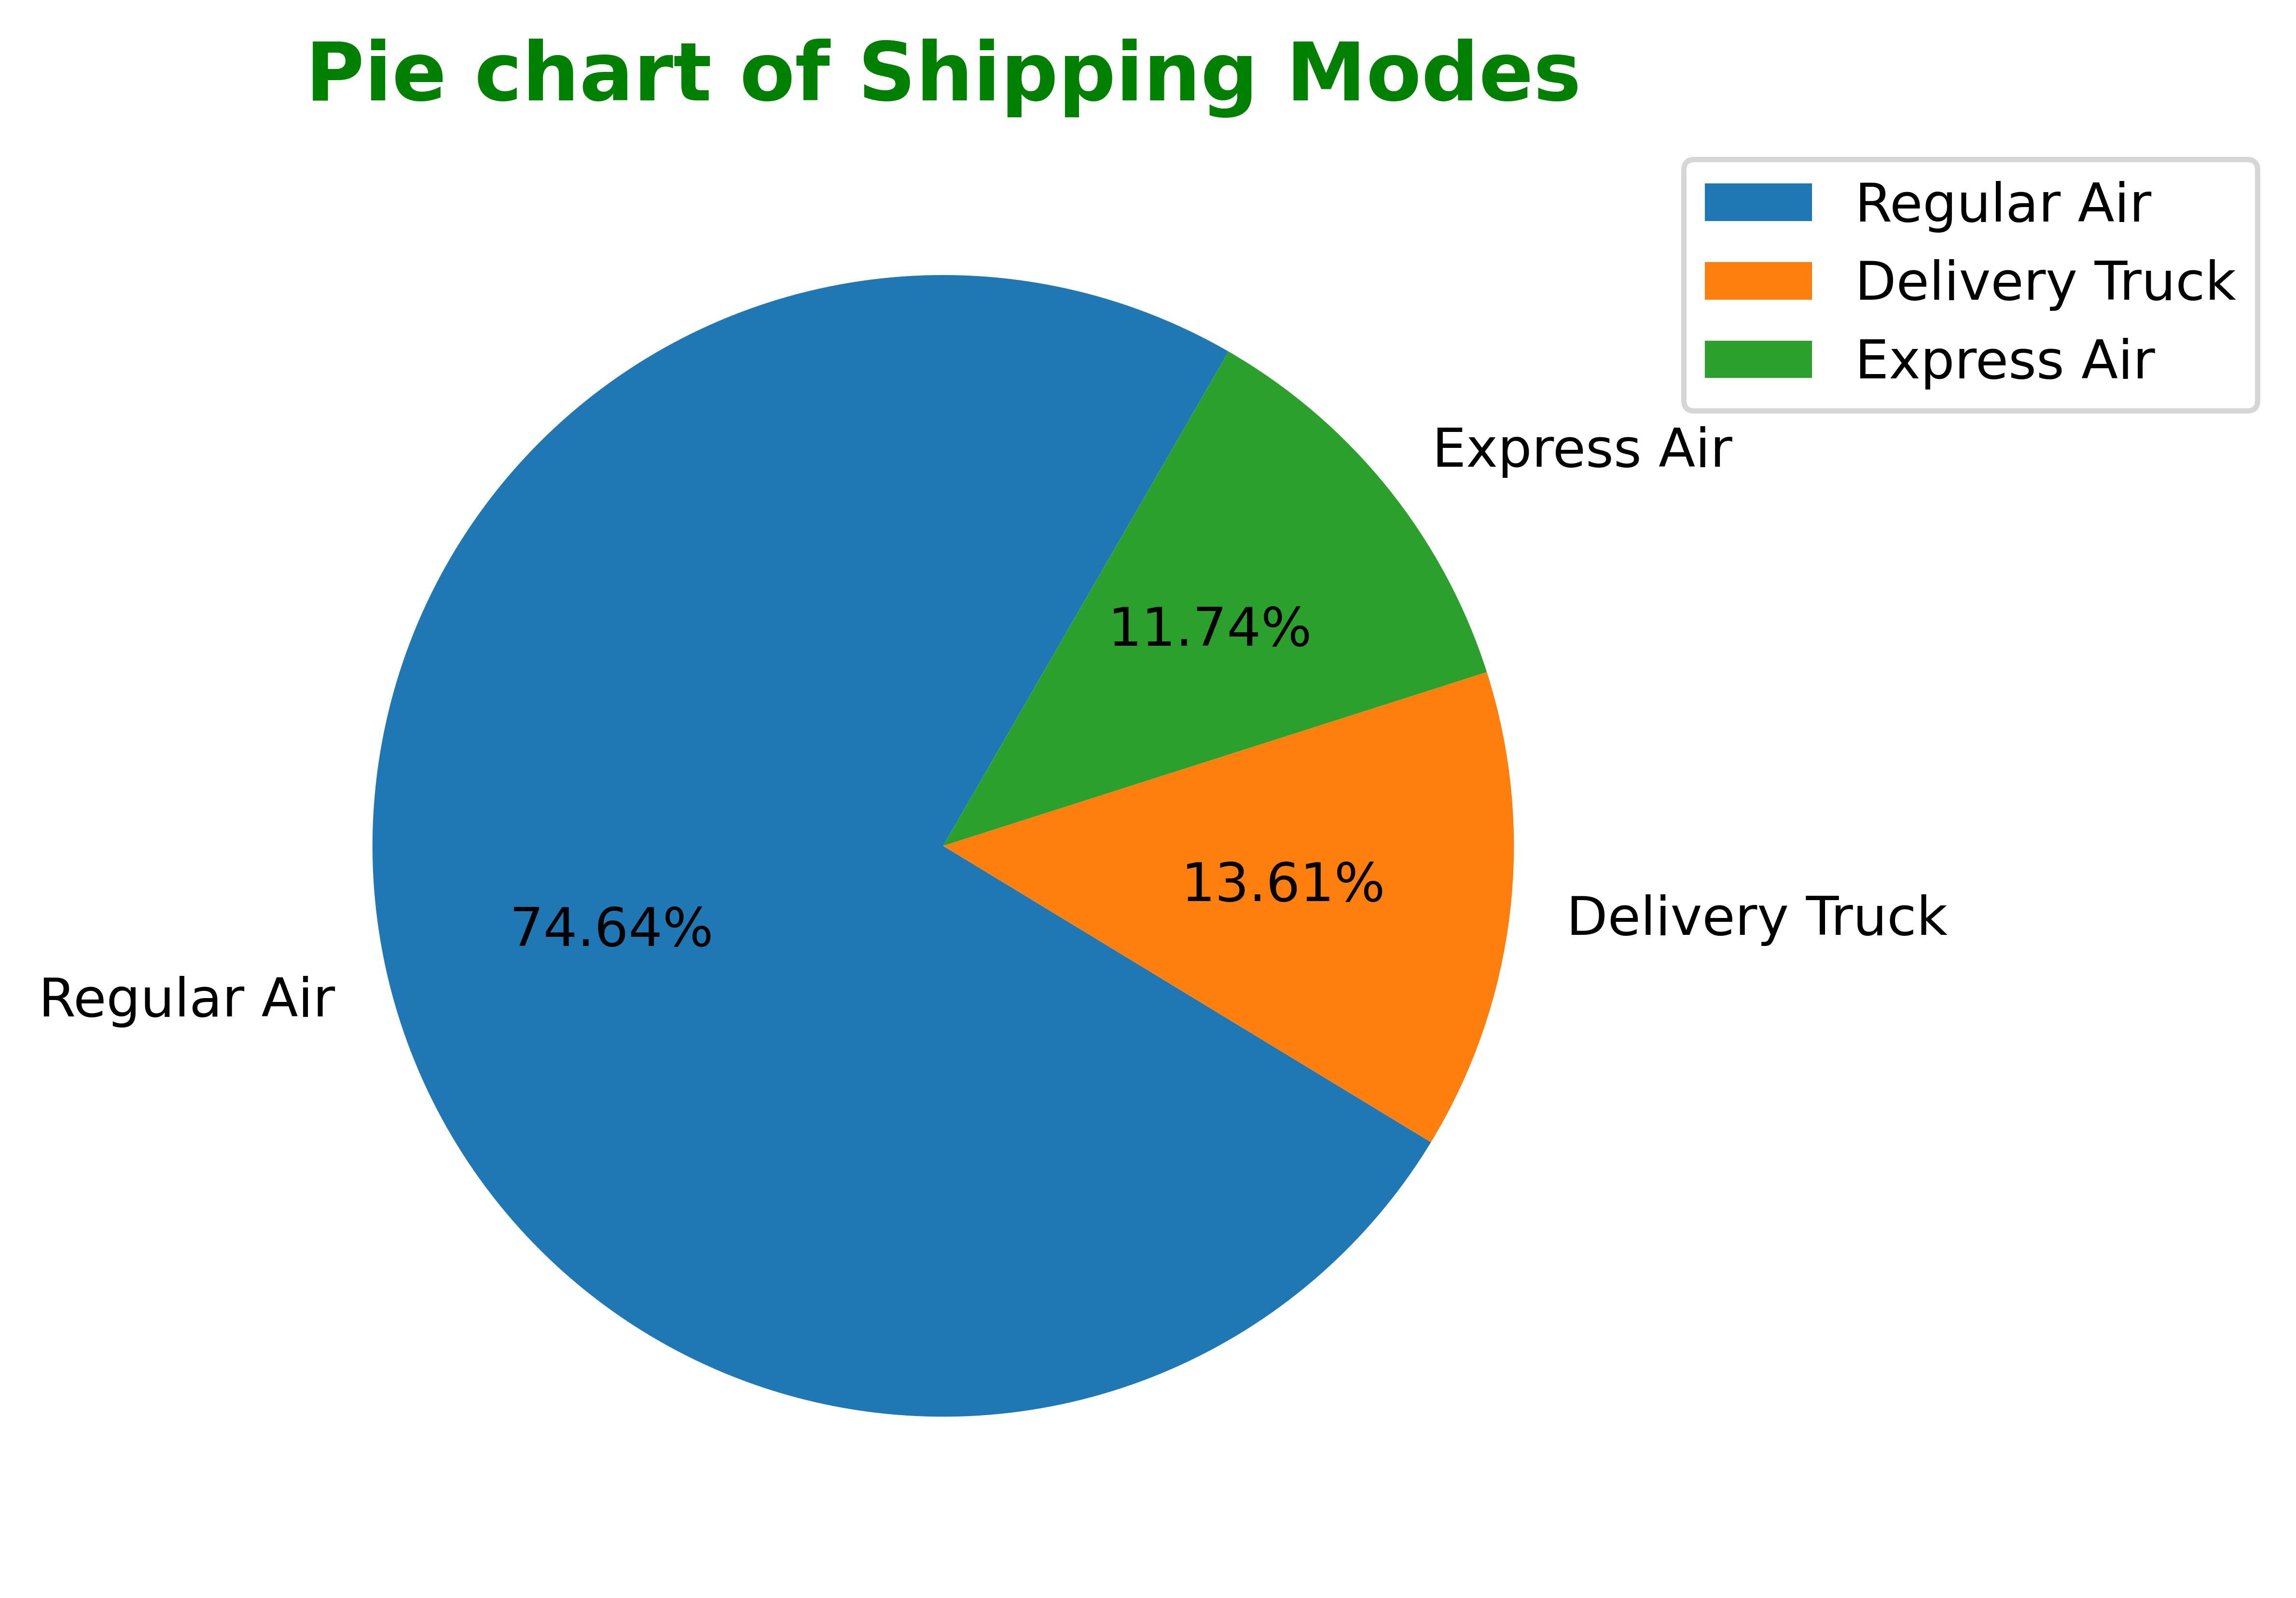 Pie chart of Shipping Modes
Regular Air
Delivery Truck
Express Air
Express Air
11.74%
13.61%
Delivery Truck
74.64%
Regular Air